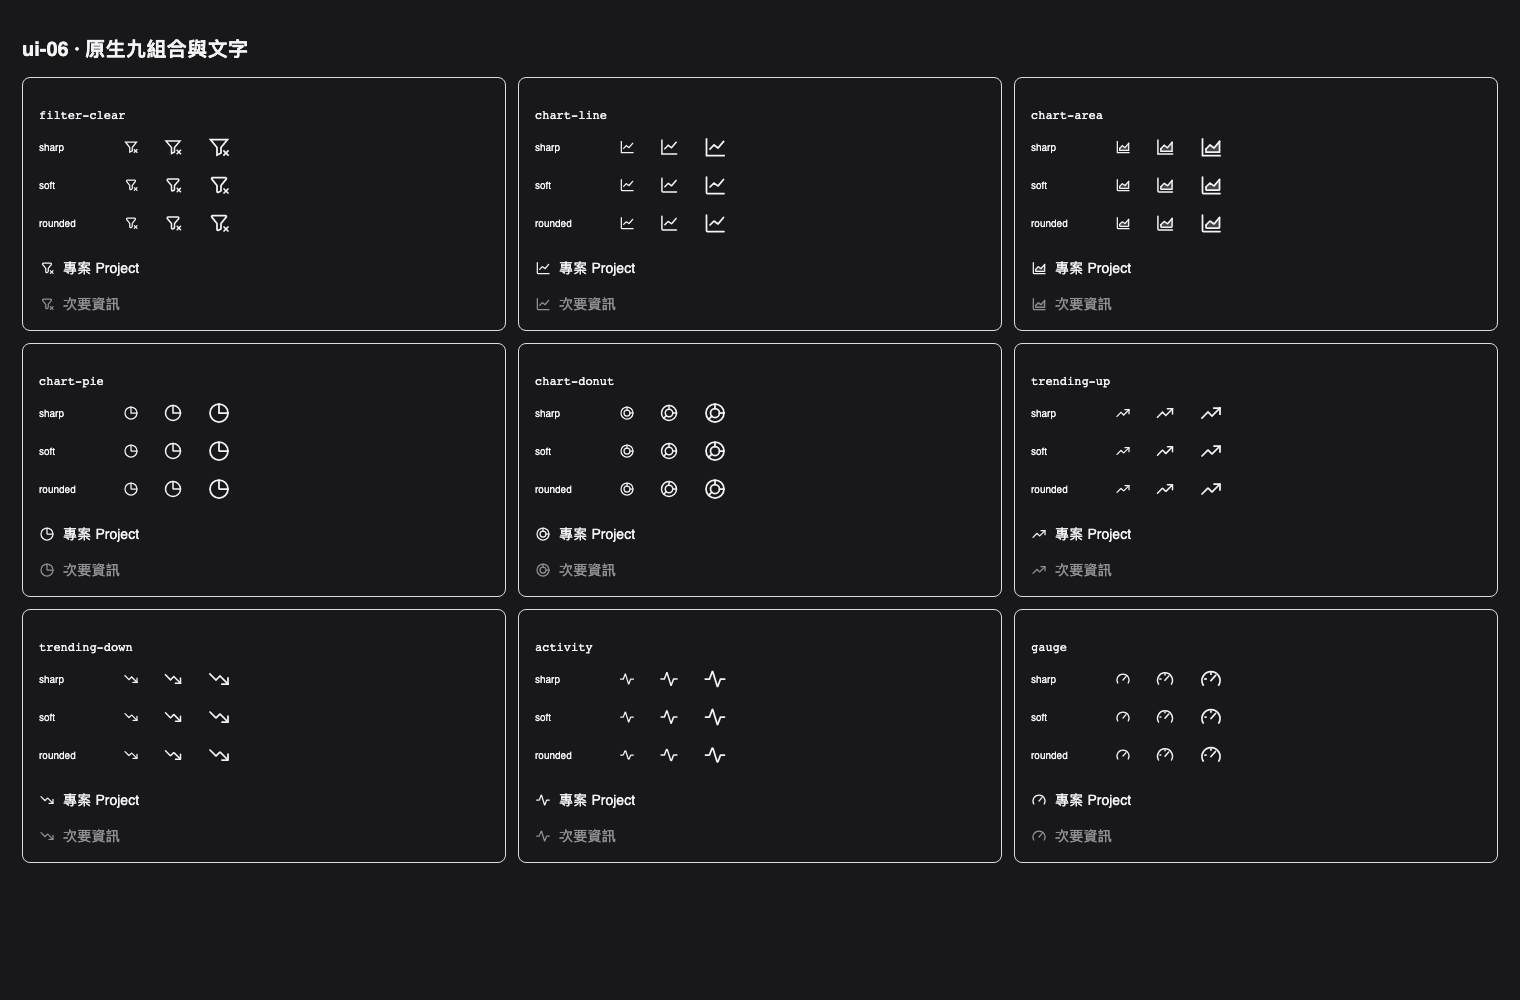 ui-06 · 原生九組合與文字
filter-clear
sharp
soft
rounded
專案 Project
次要資訊
chart-line
sharp
soft
rounded
專案 Project
次要資訊
chart-area
sharp
soft
rounded
專案 Project
次要資訊
chart-pie
sharp
soft
rounded
專案 Project
次要資訊
chart-donut
sharp
soft
rounded
專案 Project
次要資訊
trending-up
sharp
soft
rounded
專案 Project
次要資訊
trending-down
sharp
soft
rounded
專案 Project
次要資訊
activity
sharp
soft
rounded
專案 Project
次要資訊
gauge
sharp
soft
rounded
專案 Project
次要資訊